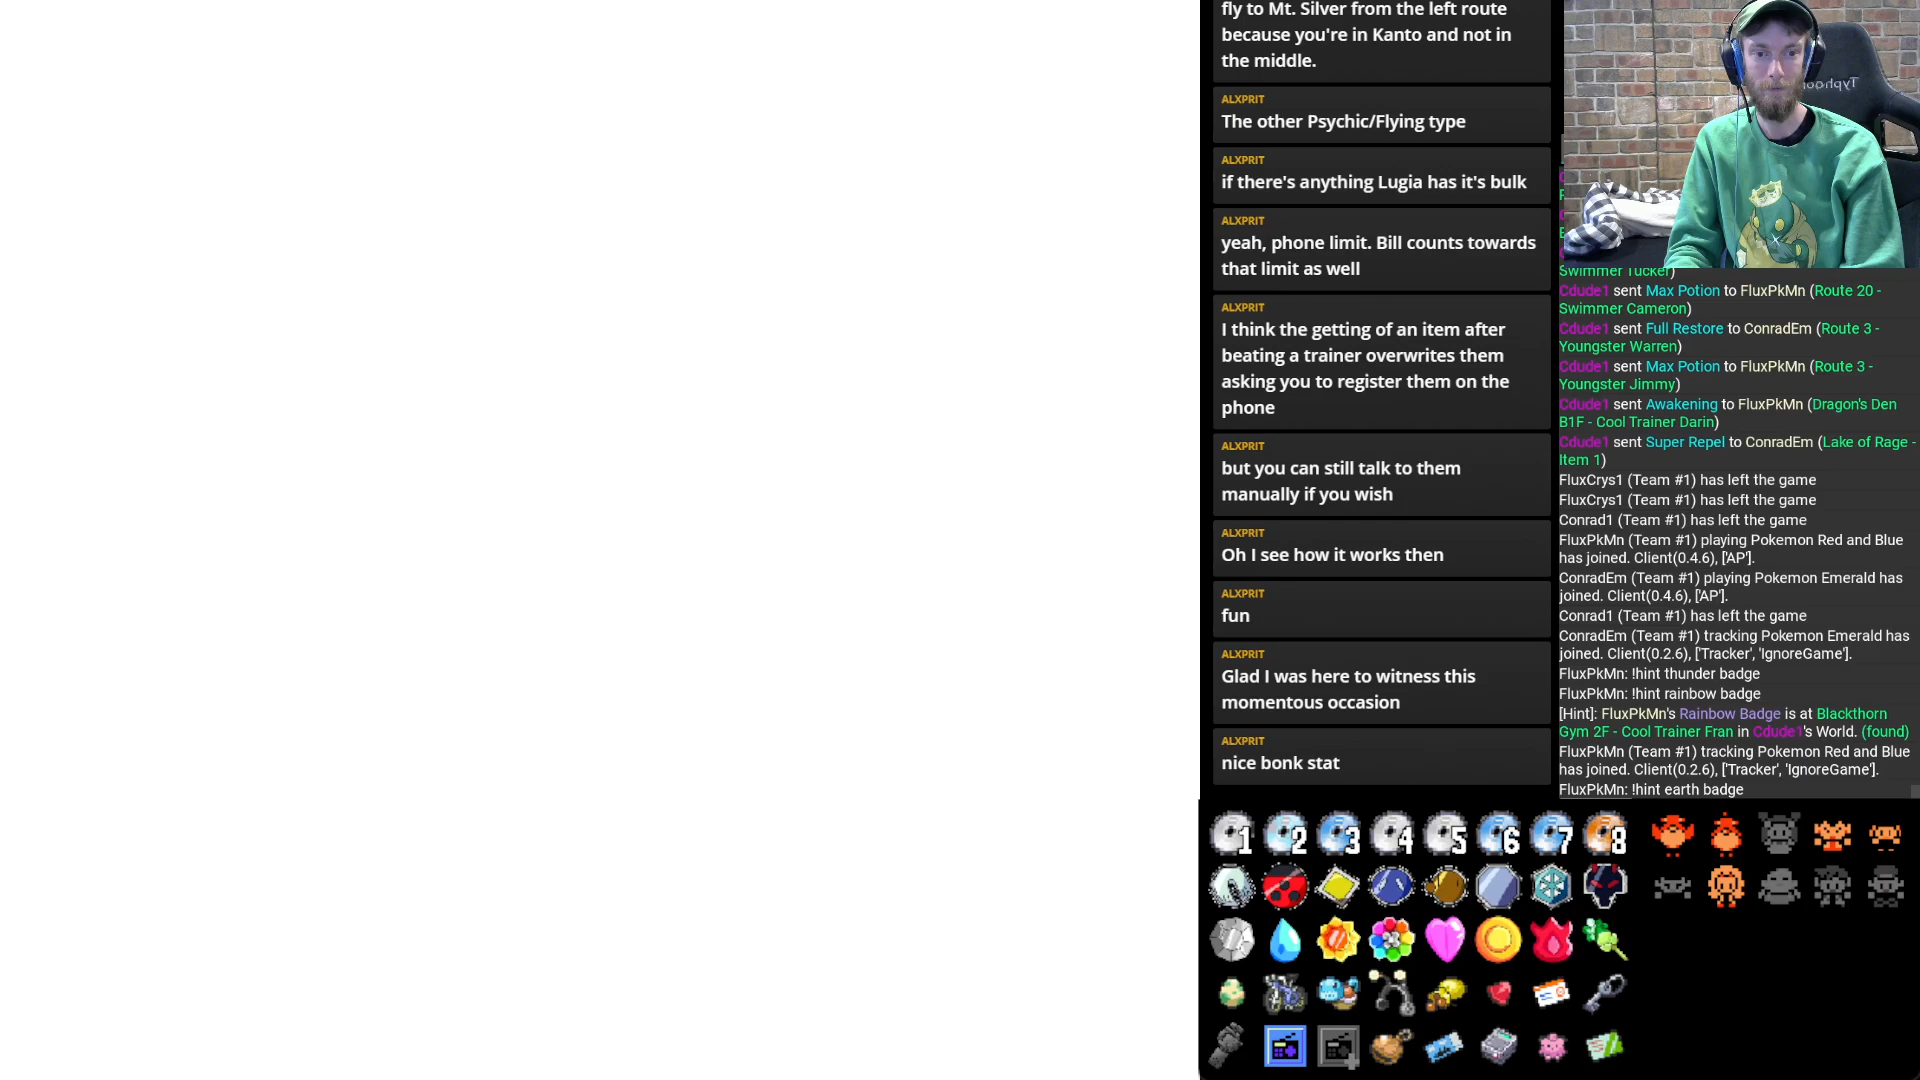 fly to Mt. Silver from the left route
because you're in Kanto and not in
the middle.
ALXPRIT
The other Psychic/Flying type
ALXPRIT
if there's anything Lugia has it's bulk
ALXPRIT
yeah, phone limit. Bill counts towards
that limit as well
ALXPRIT
I think the getting of an item after
beating a trainer overwrites them
asking you to register them on the
phone
ALXPRIT
but you can still talk to them
manually if you wish
ALXPRIT
Oh I see how it works then
ALXPRIT
fun
ALXPRIT
Glad I was here to witness this
momentous occasion
ALXPRIT
nice bonk stat
Swimmer Tucker)
Cdude1 sent Max Potion to FluxPkMn (Route 20 -
Swimmer Cameron)
Cdude1 sent Full Restore to ConradEm (Route 3 -
Youngster Warren)
Cdude1 sent Max Potion to FluxPkMn (Route 3 -
Youngster Jimmy)
Cdude1 sent Awakening to FluxPkMn (Dragon's Den
B1F - Cool Trainer Darin)
Cdude1 sent Super Repel to ConradEm (Lake of Rage -
Item 1)
FluxCrys1 (Team #1) has left the game
FluxCrys1 (Team #1) has left the game
Conrad1 (Team #1) has left the game
FluxPkMn (Team #1) playing Pokemon Red and Blue
has joined. Client(0.4.6), ['AP'].
ConradEm (Team #1) playing Pokemon Emerald has
joined. Client(0.4.6), ['AP'].
Conrad1 (Team #1) has left the game
ConradEm (Team #1) tracking Pokemon Emerald has
joined. Client(0.2.6), ['Tracker', 'IgnoreGame'].
FluxPkMn: !hint thunder badge
FluxPkMn: !hint rainbow badge
[Hint]: FluxPkMn's Rainbow Badge is at Blackthorn
Gym 2F - Cool Trainer Fran in Cdude1's World. (found)
FluxPkMn (Team #1) tracking Pokemon Red and Blue
has joined. Client(0.2.6), ['Tracker', 'IgnoreGame'].
FluxPkMn: !hint earth badge
1 2 3 4 5 6 7 8